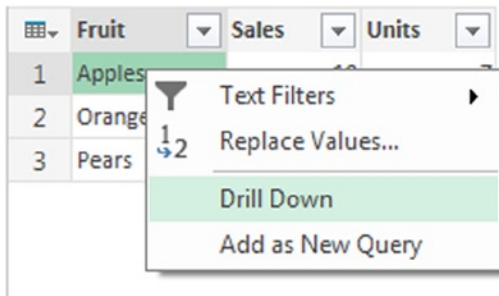 Fruit Sales Units
1 Apples
Text Filters
2 Orange
Replace Values...
3 Pears
Drill Down
Add as New Query